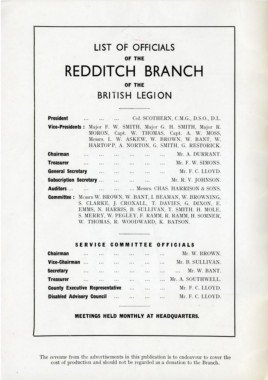 LIST OF OFFICIALS
OF THE
REDDITCH BRANCH
OF THE
BRITISH LEGION
President ... ... ... Col. SCOTHERN, C.M.G., D.S.O., D.L.
Vice-Presidents : Major F. W. SMITH, Major G. H. SMITH, Major R.
MORON, Capt. W. THOMAS, Capt. A. W. MOSS,
Messrs. L. W. ASKEW, W. BROWN, W. BANT, W.
HARTOPP, A. NORTON, G. SMITH, G. RESTORICK.
Chairman ... ... ... Mr. A. DURRANT.
Treasurer ... ... ... Mr. F. W. SIMONS.
General Secretary ... ... ... Mr. F. C. LLOYD.
Subscription Secretary ... ... ... Mr. R. V. JOHNSON
Auditors ... ... ... Messrs. CHAS. HARRISON & SONS.
Committee : Messrs W. BROWN, W. BANT, I. BEAMAN, W. BROWNING,
S. CLARKE, J. CROXALL, T. DAVIES, G. DIXON, E.
EMMS, N. HARRIS, B. SULLIVAN, T. SMITH, H. MOLE,
S. MERRY, W. PEGLEY, F. RAMM, R. RAMM, H. SORNER,
W. THOMAS, R. WOODWARD, K. BATSON.
SERVICE COMMITTEE OFFICIALS
Chairman ... ... ... Mr. W. BROWN.
Vice-Chairman ... ... ... Mr. B. SULLIVAN.
Secretary ... ... ... Mr. W. BANT.
Treasurer ... ... ... Mr. A. SOUTHWELL.
County Executive Representative ... ... Mr. F. C. LLOYD.
Disabled Advisory Council ... ... Mr. F. C. LLOYD.
MEETINGS HELD MONTHLY AT HEADQUARTERS.
The revenue from the advertisements in this publication is to endeavour to cover the
cost of production and should not be regarded as a donation to the Branch.